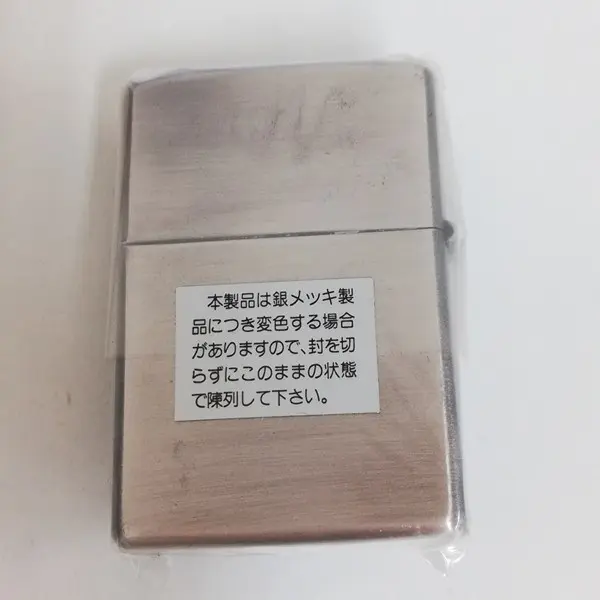 本製品は銀メッキ製
品につき変色する場合
がありますので、封を切
らずにこのままの状態
で陳列して下さい。